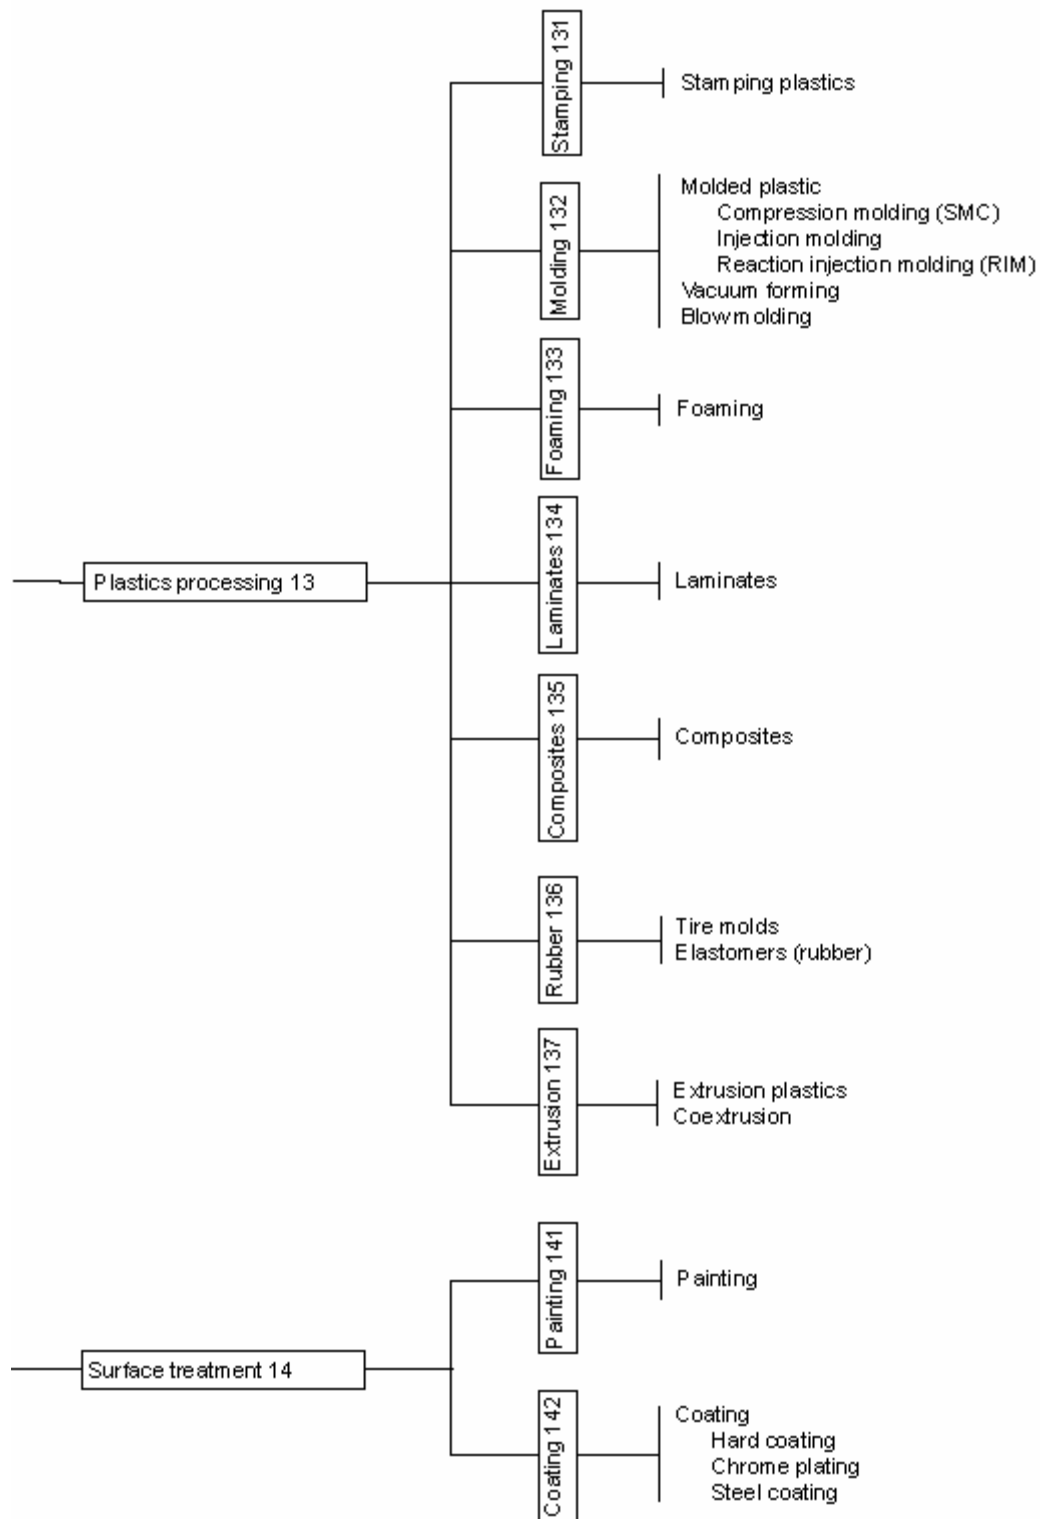 Stamping 131
Stamping plastics
Molding 132
Molded plastic
Compression molding (SMC)
Injection molding
Reaction injection molding (RIM)
Vacuum forming
Blowmolding
Foaming 133
Foaming
Plastics processing 13
Laminates 134
Laminates
Composites 135
Composites
Rubber 136
Tire molds
Elastomers (rubber)
Extrusion 137
Extrusion plastics
Coextrusion
Painting 141
Painting
Surface treatment 14
Coating 142
Coating
Hard coating
Chrome plating
Steel coating